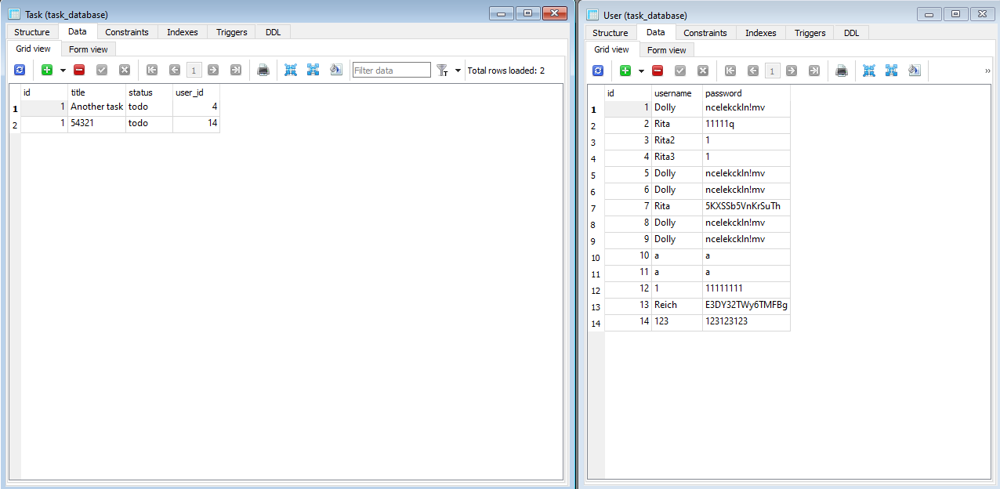 Task (task_database)
Structure Data Constraints Indexes Triggers DDL
Grid view Form view
1 Filter data T Total rows loaded: 2
id title status user_id
1 1 Another task todo 4
2 1 54321 todo 14
User (task_database)
Structure Data Constraints Indexes Triggers DDL
Grid view Form view
1 »
id username password
1 1 Dolly ncelekckln!mv
2 2 Rita 11111q
3 3 Rita2 1
4 4 Rita3 1
5 5 Dolly ncelekckln!mv
6 6 Dolly ncelekckln!mv
7 7 Rita 5KXSSb5VnKrSuTh
8 8 Dolly ncelekckln!mv
9 9 Dolly ncelekckln!mv
10 10 a a
11 11 a a
12 12 1 11111111
13 13 Reich E3DY32TWy6TMFBg
14 14 123 123123123